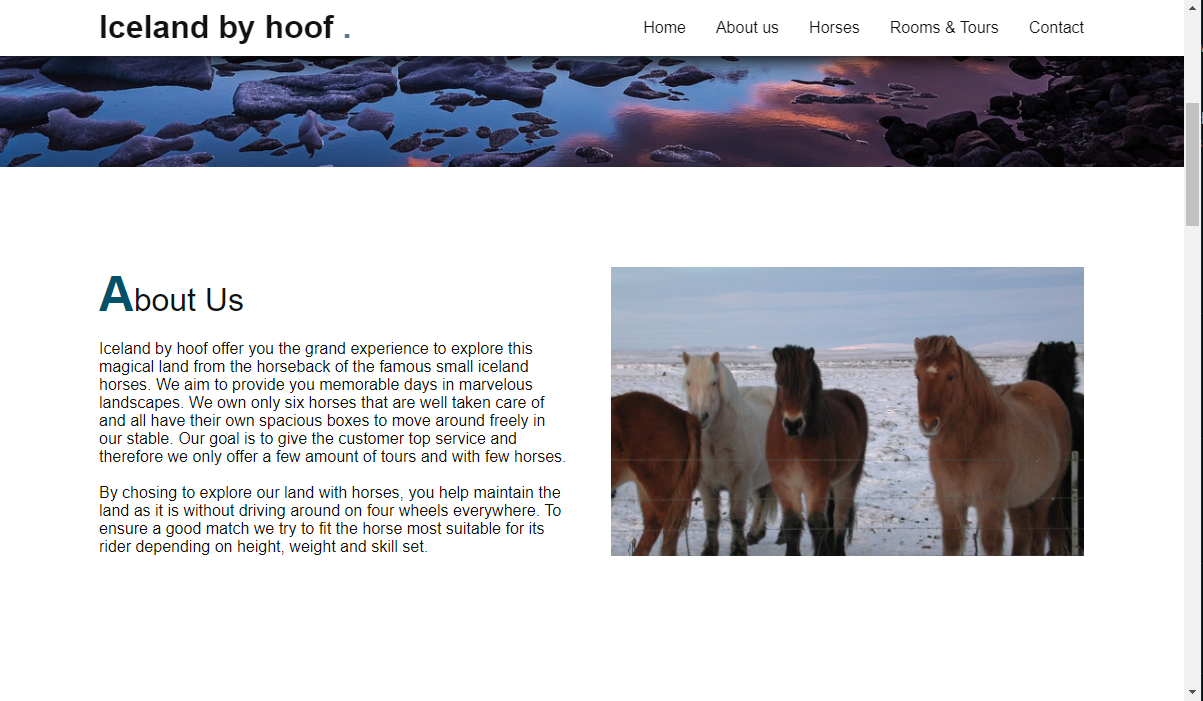 Iceland by hoof .
Home About us Horses Rooms & Tours Contact
About Us
Iceland by hoof offer you the grand experience to explore this
magical land from the horseback of the famous small iceland
horses. We aim to provide you memorable days in marvelous
landscapes. We own only six horses that are well taken care of
and all have their own spacious boxes to move around freely in
our stable. Our goal is to give the customer top service and
therefore we only offer a few amount of tours and with few horses.
By chosing to explore our land with horses, you help maintain the
land as it is without driving around on four wheels everywhere. To
ensure a good match we try to fit the horse most suitable for its
rider depending on height, weight and skill set.